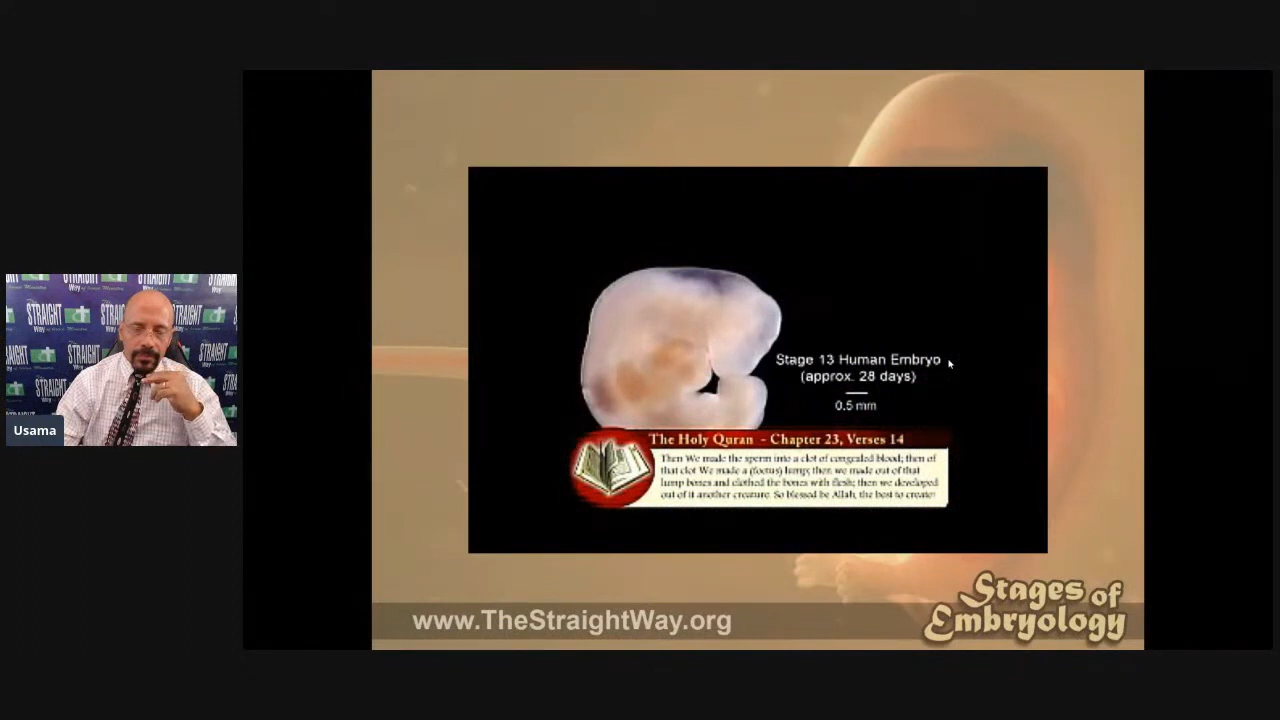 Stage 13 Human Embryo
(approx. 28 days)
0.5 mm
The Holy Quran - Chapter 23, Verses 14
Then We made the sperm into a clot of congealed blood; then of
that clot We made a (foetus) lump; then we made out of that
lump bones and clothed the bones with flesh; then we developed
out of it another creature. So blessed be Allah, the best to create
STRAIGHT
Way
STRAIGHT
Usama
www.TheStraightWay.org
Stages of
Embryology